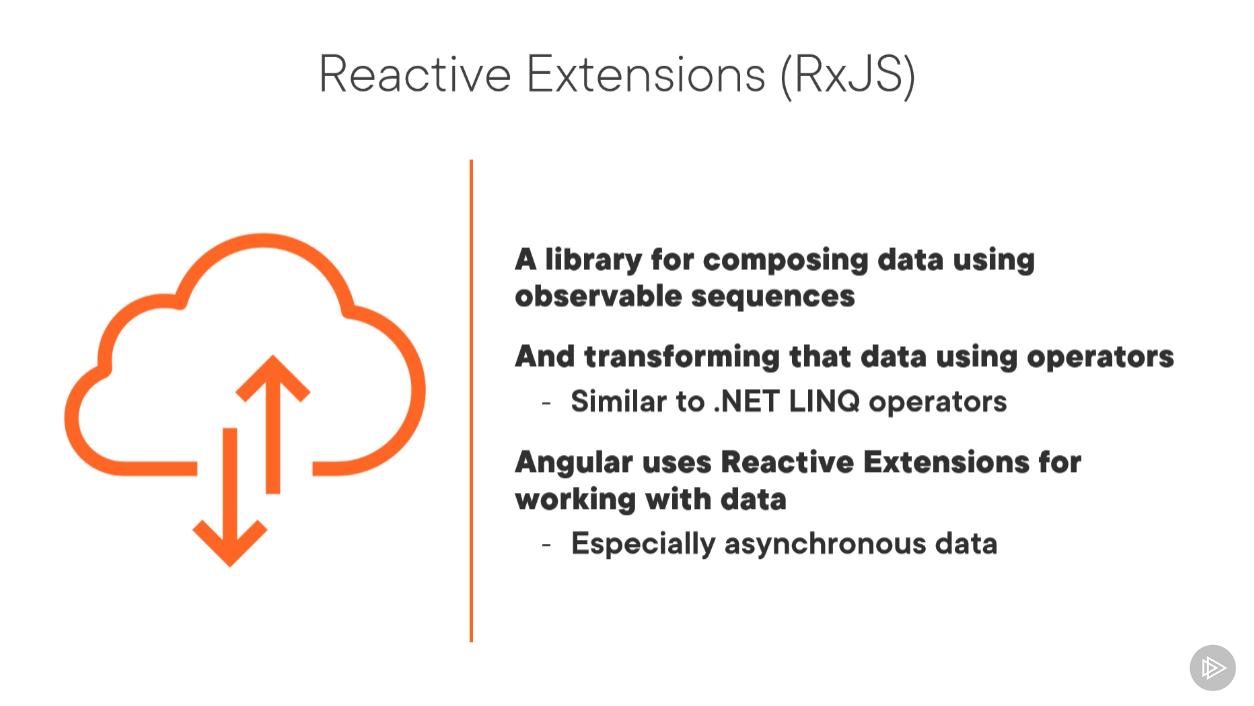 Reactive Extensions (RxJS)
A library for composing data using
observable sequences
And transforming that data using operators
- Similar to .NET LINQ operators
Angular uses Reactive Extensions for
working with data
- Especially asynchronous data